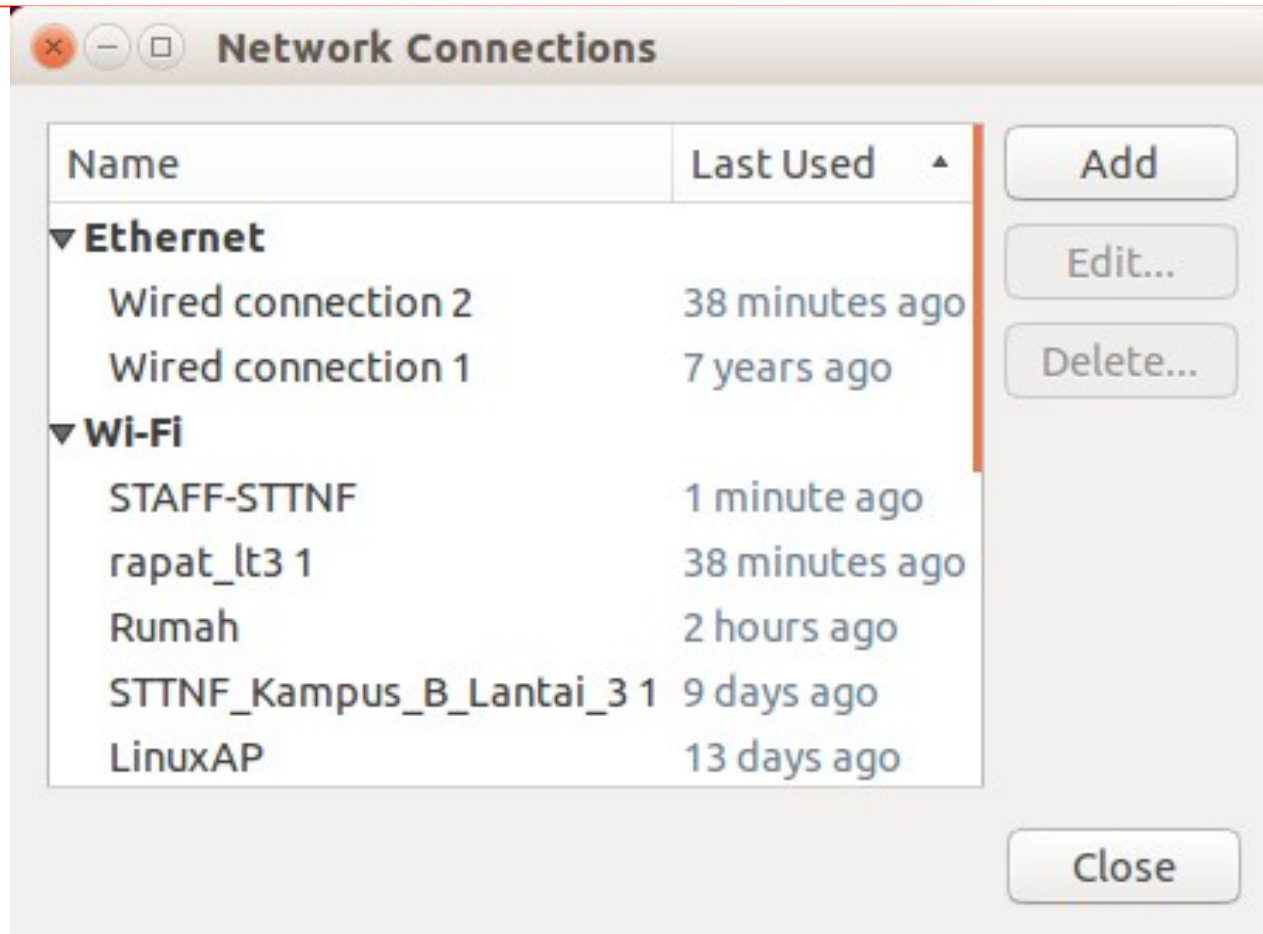 Network Connections
Name Last Used
Add
Ethernet
Edit...
Wired connection 2 38 minutes ago
Wired connection 1 7 years ago
Delete...
Wi-Fi
STAFF-STTNF 1 minute ago
rapat_lt3 1 38 minutes ago
Rumah 2 hours ago
STTNF_Kampus_B_Lantai_3 1 9 days ago
LinuxAP 13 days ago
Close